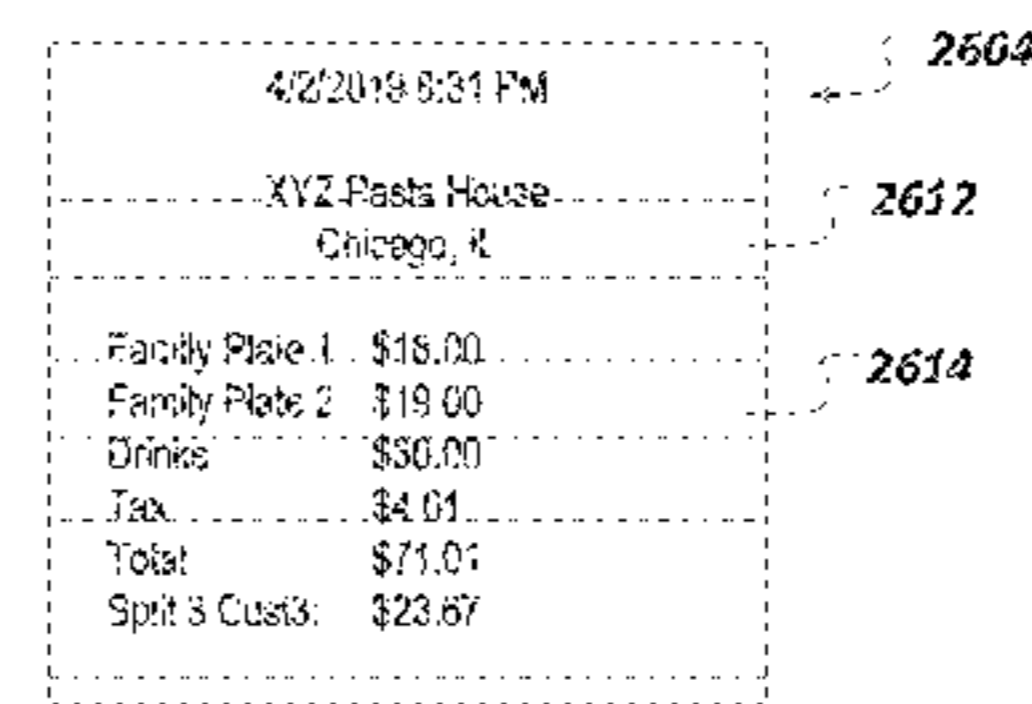 2604
4/2/2019 6:31 PM
XYZ Pasta House
2612
Chicago, IL
Family Plate 1 $18.00
2614
Family Plate 2 $19.00
Drinks $30.00
Tax $4.01
Total $71.01
Split 3 Cust3: $23.67